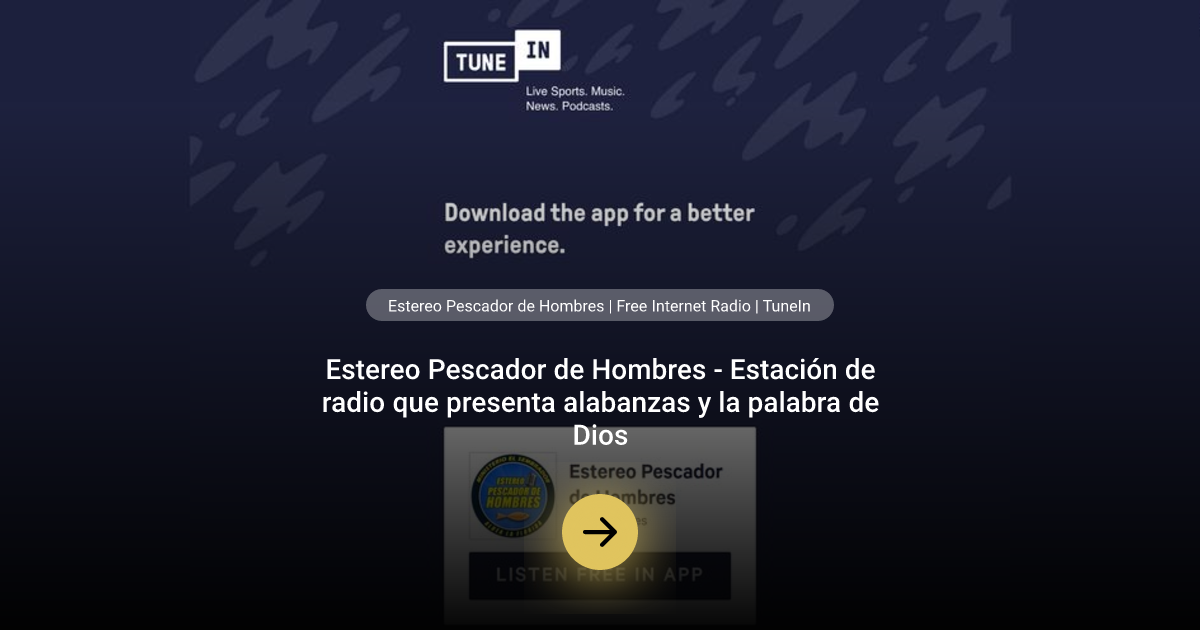 TUNE IN
Live Sports. Music.
News. Podcasts.
Download the app for a better
experience.
Estereo Pescador de Hombres | Free Internet Radio | TuneIn
Estereo Pescador de Hombres - Estación de
radio que presenta alabanzas y la palabra de
Dios
ESTEREO
PESCADOR DE
HOMBRES
Estereo Pescador
de Hombres
LISTEN FREE IN APP